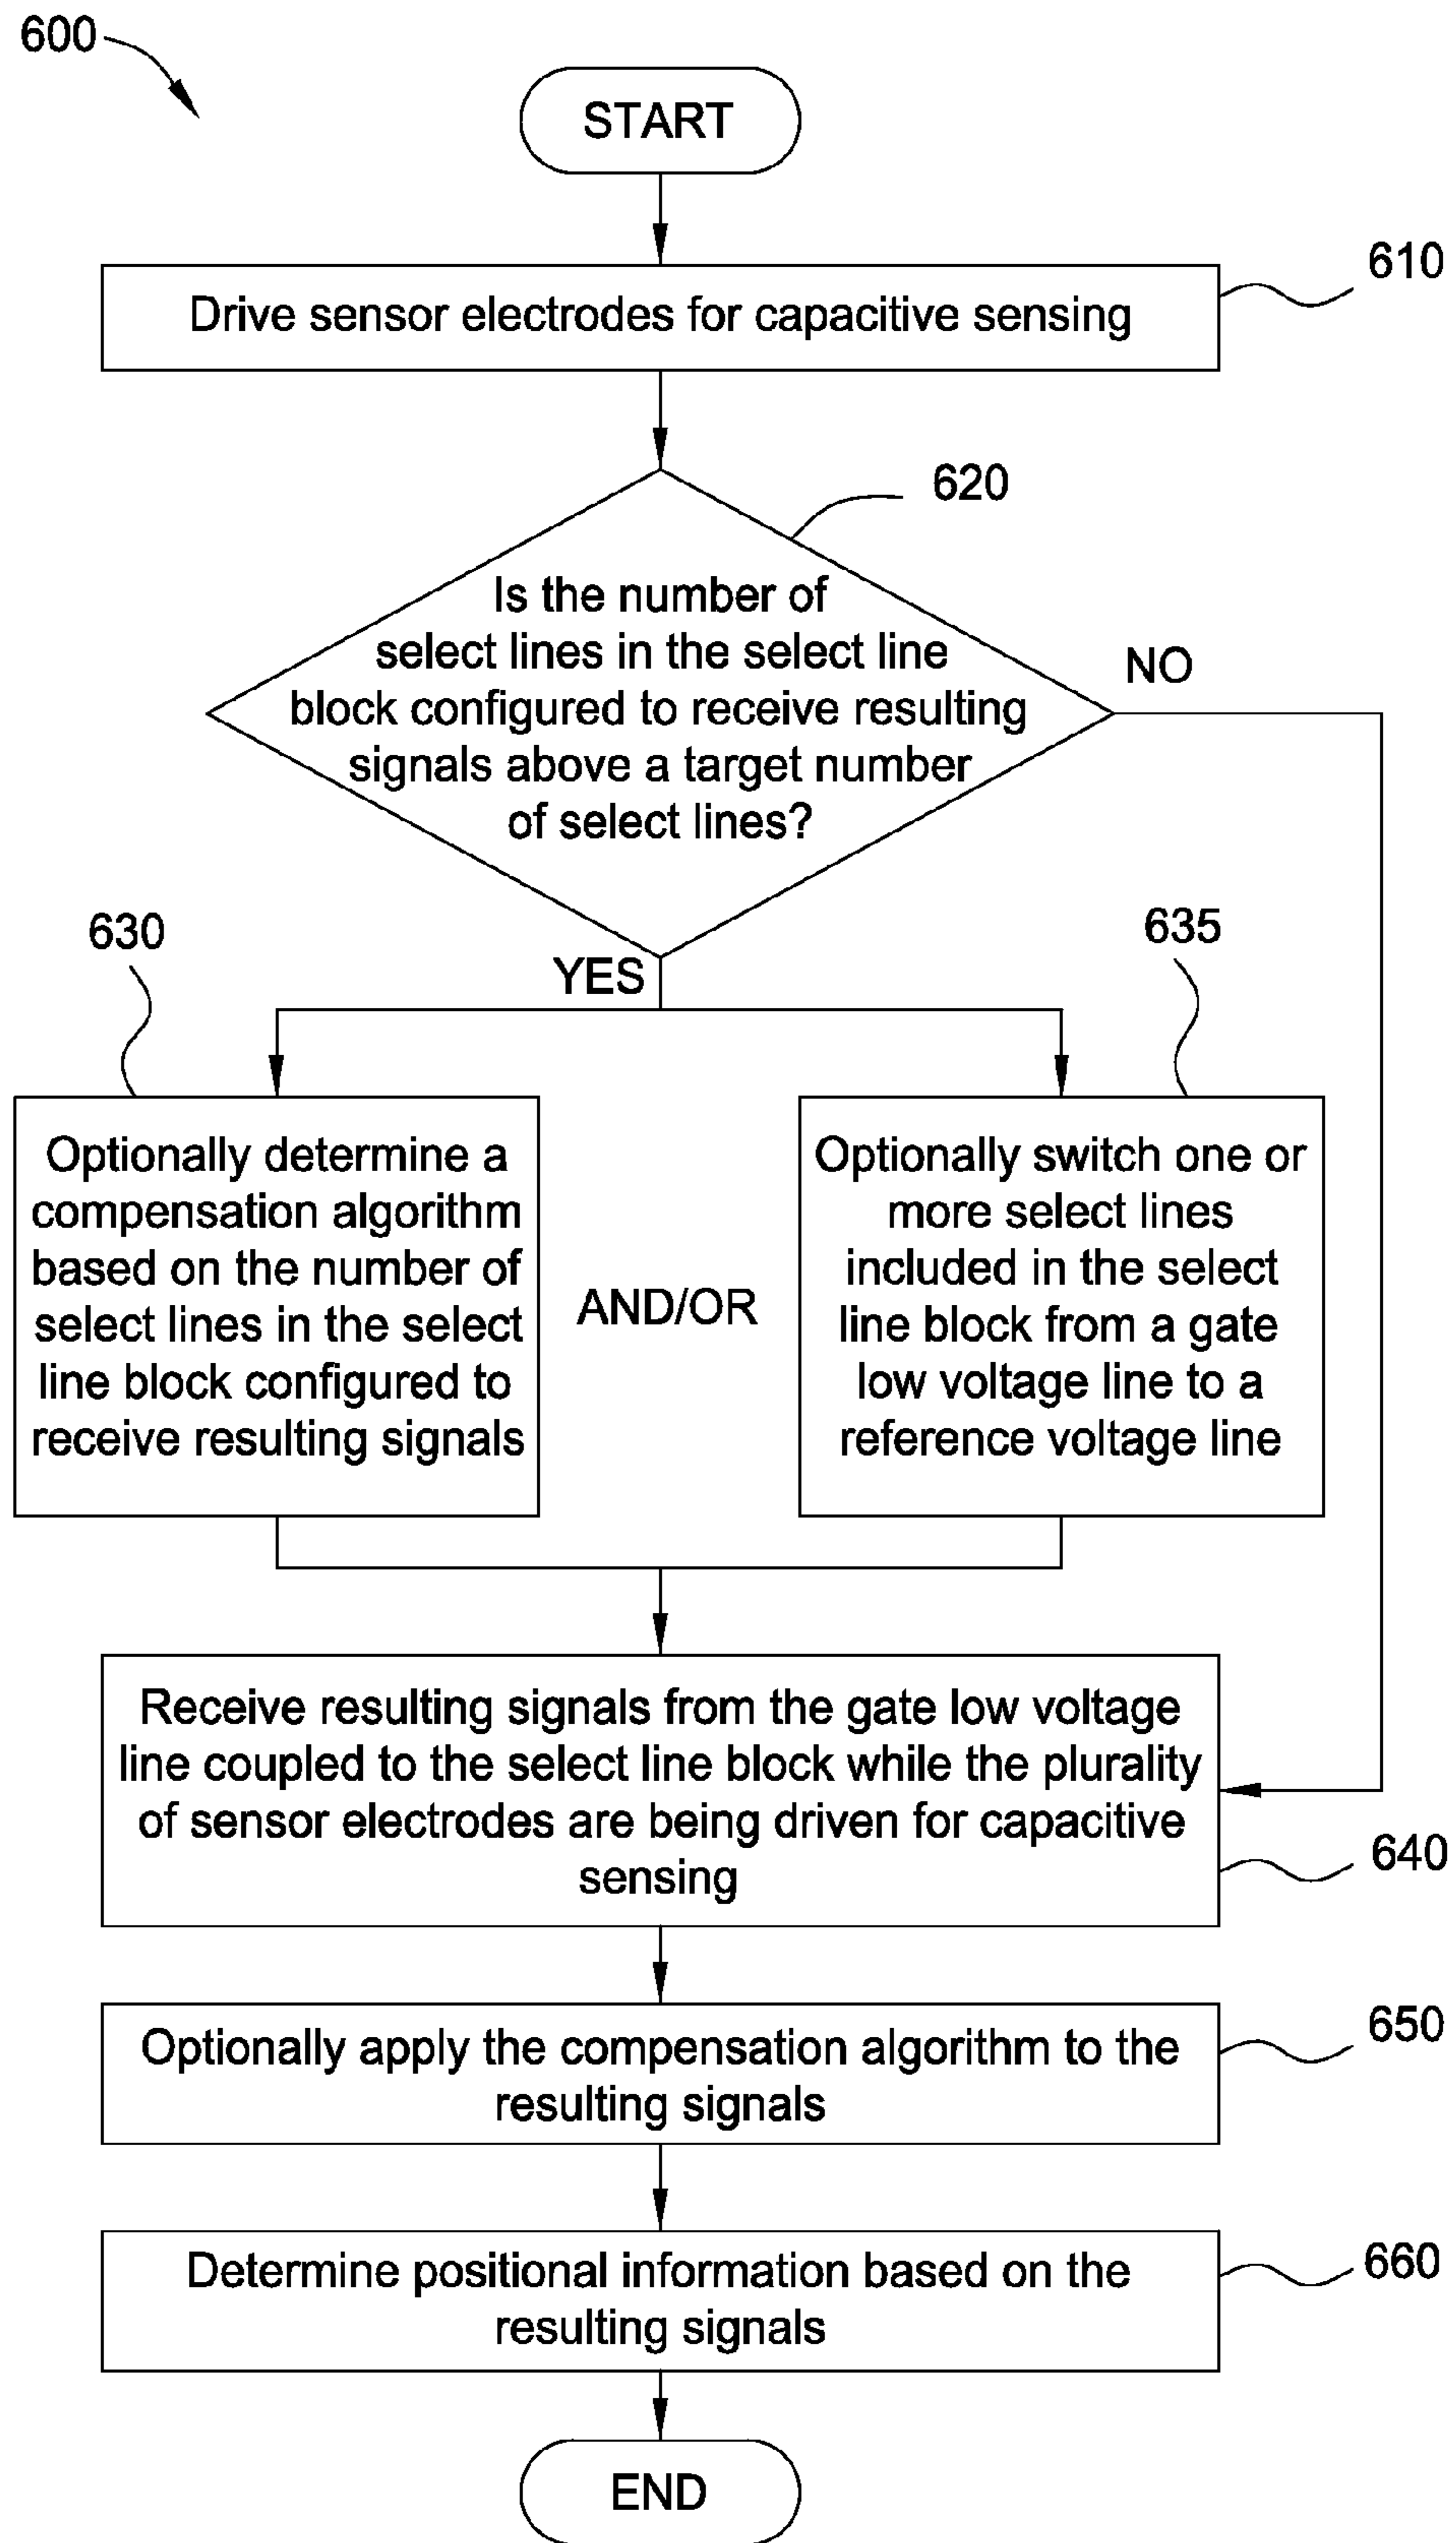 600
START
610
Drive sensor electrodes for capacitive sensing
620
Is the number of
select lines in the select line
block configured to receive resulting
signals above a target number
of select lines?
NO
YES
630
635
Optionally determine a
compensation algorithm
based on the number of
select lines in the select
line block configured to
receive resulting signals
AND/OR
Optionally switch one or
more select lines
included in the select
line block from a gate
low voltage line to a
reference voltage line
Receive resulting signals from the gate low voltage
line coupled to the select line block while the plurality
of sensor electrodes are being driven for capacitive
sensing
640
Optionally apply the compensation algorithm to the
resulting signals
650
Determine positional information based on the
resulting signals
660
END